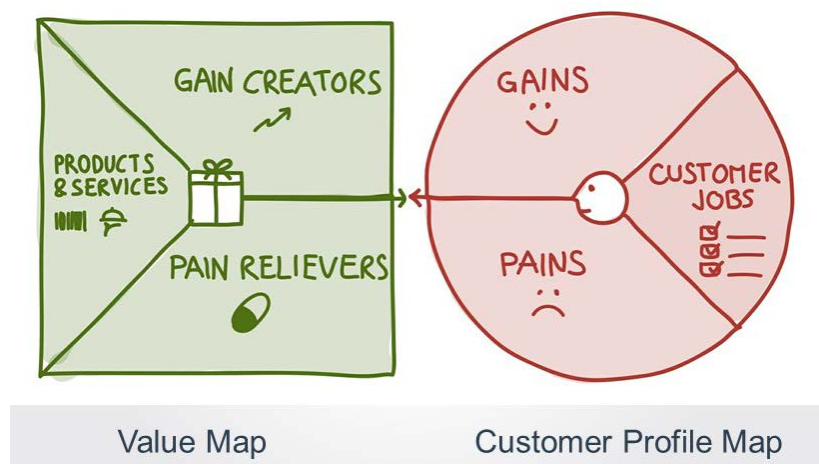 GAIN CREATORS
PRODUCTS
& SERVICES
PAIN RELIEVERS
GAINS
CUSTOMER
JOBS
PAINS
Value Map
Customer Profile Map